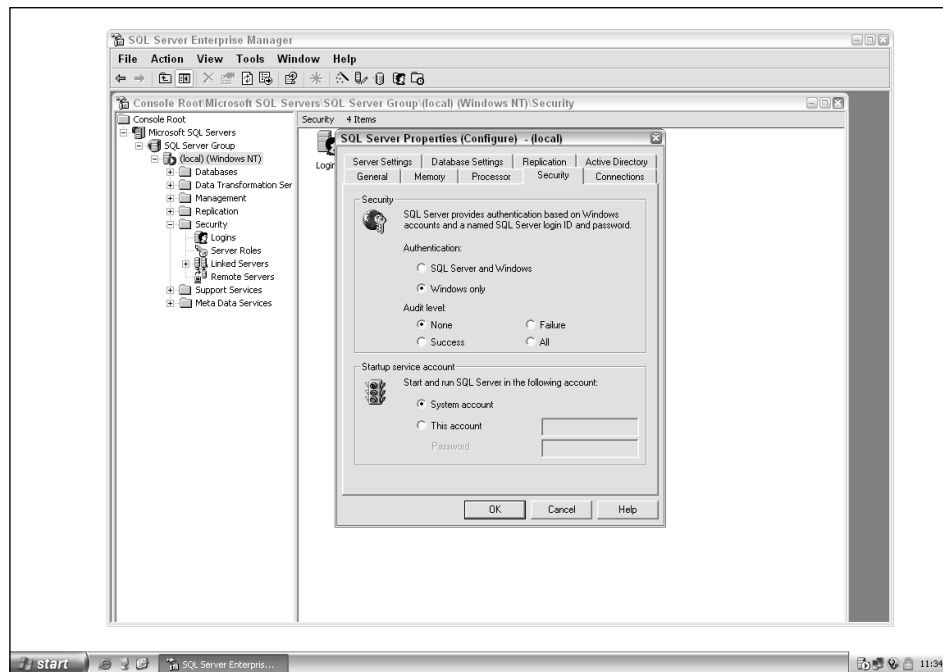 SQL Server Enterprise Manager
File Action View Tools Window Help
Console Root\Microsoft SQL Servers\SQL Server Group\(local) (Windows NT)\Security
Console Root
Microsoft SQL Servers
SQL Server Group
(local) (Windows NT)
Databases
Data Transformation Ser
Management
Replication
Security
Logins
Server Roles
Linked Servers
Remote Servers
Support Services
Meta Data Services
Security 4 Items
Login
SQL Server Properties (Configure) - (local)
Server Settings Database Settings Replication Active Directory
General Memory Processor Security Connections
Security
SQL Server provides authentication based on Windows
accounts and a named SQL Server login ID and password.
Authentication:
SQL Server and Windows
Windows only
Audit level:
None Failure
Success All
Startup service account
Start and run SQL Server in the following account:
System account
This account
Password:
OK Cancel Help
start SQL Server Enterpris... 11:34